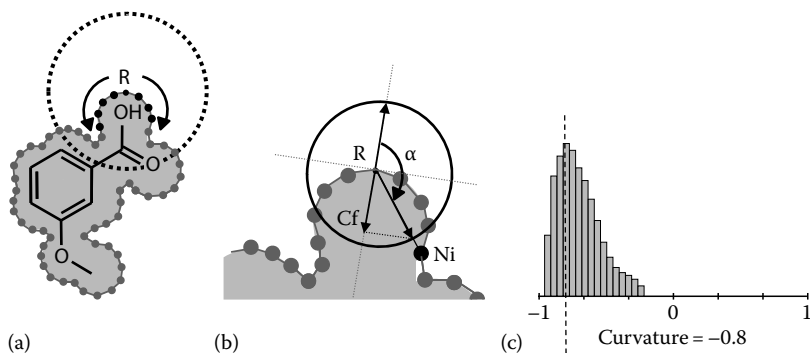 R
OH
O
O
(a)
R
α
Cf
Ni
(b)
−1
0
1
Curvature = −0.8
(c)